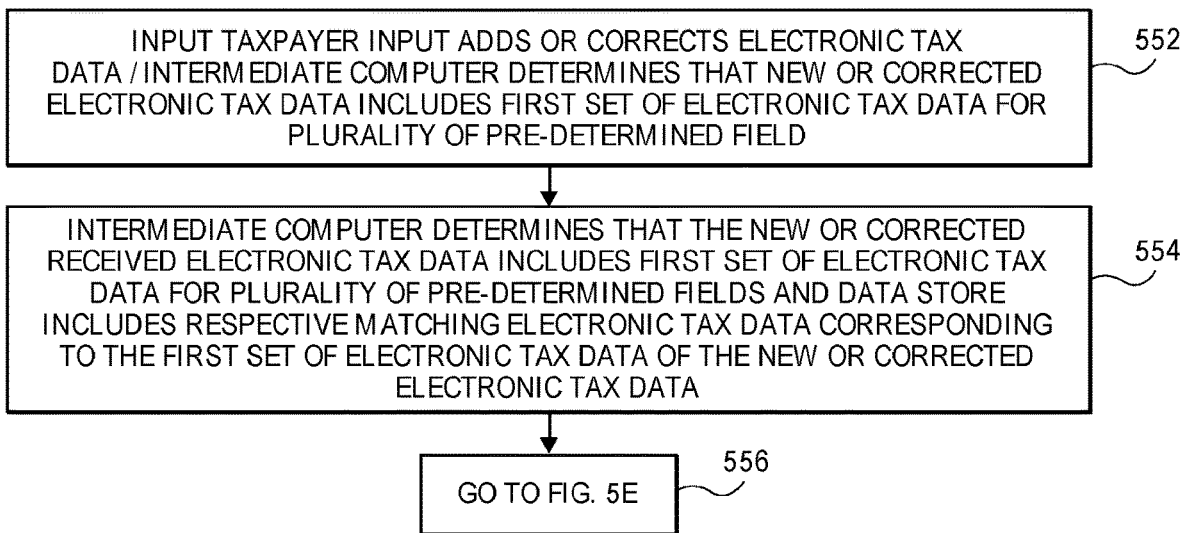 INPUT TAXPAYER INPUT ADDS OR CORRECTS ELECTRONIC TAX
DATA / INTERMEDIATE COMPUTER DETERMINES THAT NEW OR CORRECTED
ELECTRONIC TAX DATA INCLUDES FIRST SET OF ELECTRONIC TAX DATA FOR
PLURALITY OF PRE-DETERMINED FIELD
552
INTERMEDIATE COMPUTER DETERMINES THAT THE NEW OR CORRECTED
RECEIVED ELECTRONIC TAX DATA INCLUDES FIRST SET OF ELECTRONIC TAX
DATA FOR PLURALITY OF PRE-DETERMINED FIELDS AND DATA STORE
INCLUDES RESPECTIVE MATCHING ELECTRONIC TAX DATA CORRESPONDING
TO THE FIRST SET OF ELECTRONIC TAX DATA OF THE NEW OR CORRECTED
ELECTRONIC TAX DATA
554
GO TO FIG. 5E
556